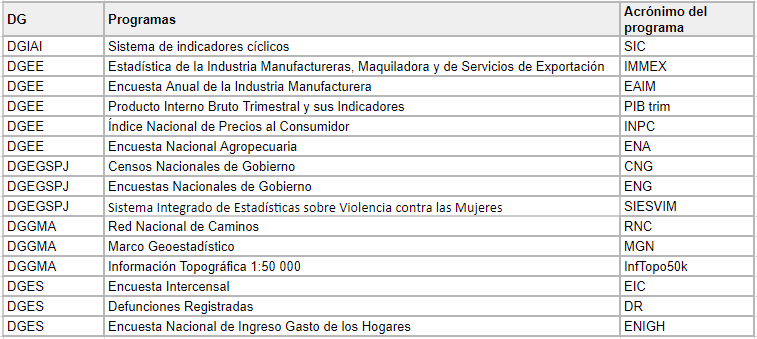 DG Programas Acrónimo del programa
DGIAI Sistema de indicadores cíclicos SIC
DGEE Estadística de la Industria Manufactureras, Maquiladora y de Servicios de Exportación IMMEX
DGEE Encuesta Anual de la Industria Manufacturera EAIM
DGEE Producto Interno Bruto Trimestral y sus Indicadores PIB trim
DGEE Índice Nacional de Precios al Consumidor INPC
DGEE Encuesta Nacional Agropecuaria ENA
DGEGSPJ Censos Nacionales de Gobierno CNG
DGEGSPJ Encuestas Nacionales de Gobierno ENG
DGEGSPJ Sistema Integrado de Estadísticas sobre Violencia contra las Mujeres SIESVIM
DGGMA Red Nacional de Caminos RNC
DGGMA Marco Geoestadístico MGN
DGGMA Información Topográfica 1:50 000 InfTopo50k
DGES Encuesta Intercensal EIC
DGES Defunciones Registradas DR
DGES Encuesta Nacional de Ingreso Gasto de los Hogares ENIGH